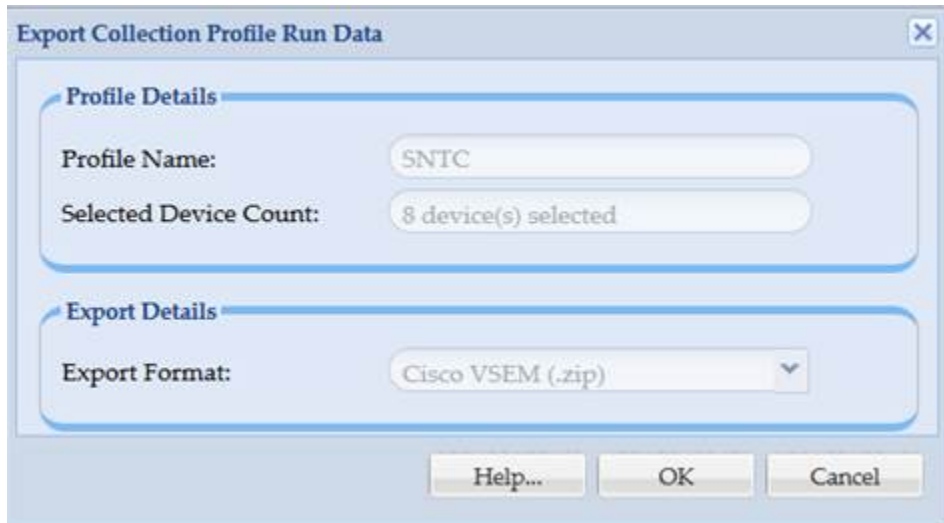 Export Collection Profile Run Data
Profile Details
Profile Name: SNTC
Selected Device Count: 8 device(s) selected
Export Details
Export Format: Cisco VSEM (.zip)
Help... OK Cancel